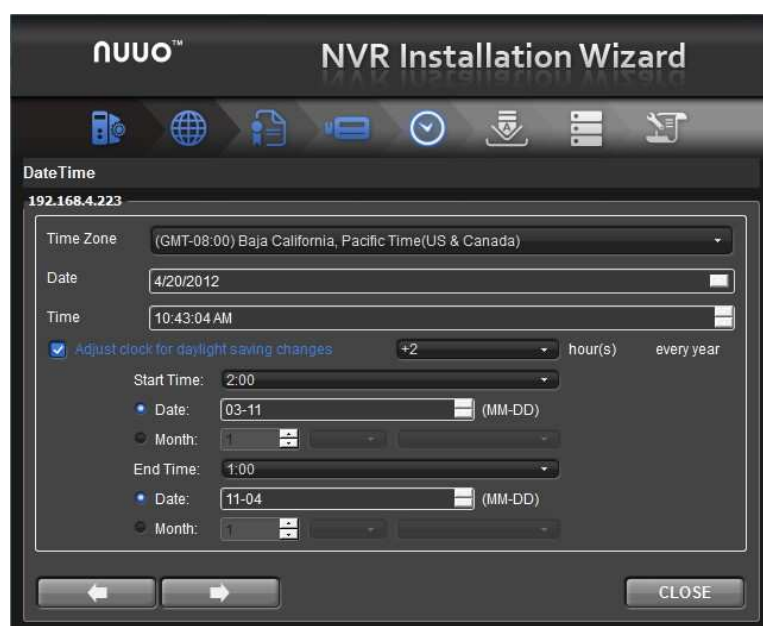 nuuo™ NVR Installation Wizard
DateTime
192.168.4.223
Time Zone (GMT-08:00) Baja California, Pacific Time(US & Canada)
Date 4/20/2012
Time 10:43:04 AM
Adjust clock for daylight saving changes +2 hour(s) every year
Start Time: 2:00
Date: 03-11 (MM-DD)
Month: 1
End Time: 1:00
Date: 11-04 (MM-DD)
Month: 1
CLOSE